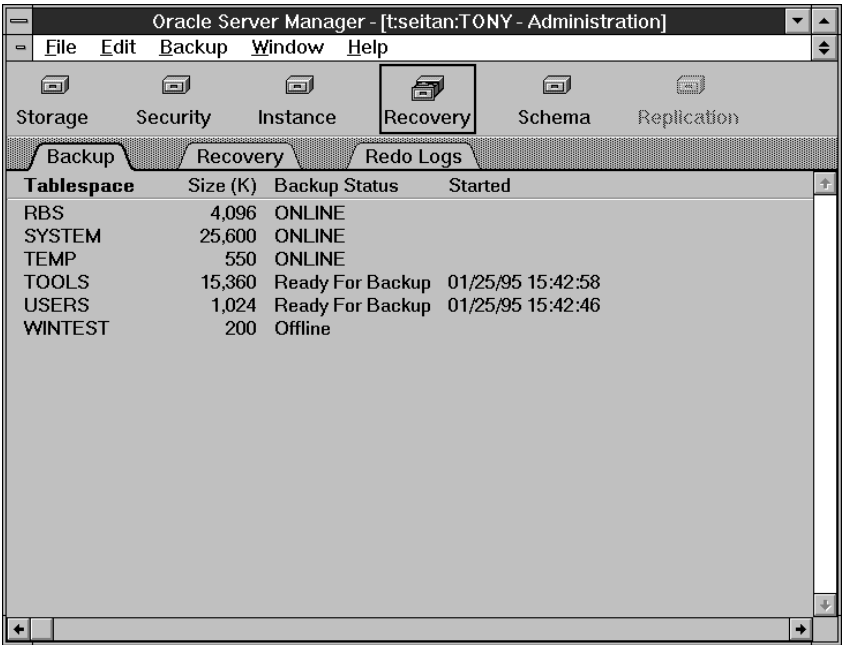 Oracle Server Manager - [t:seitan:TONY - Administration]
File Edit Backup Window Help
Storage Security Instance Recovery Schema Replication
Backup Recovery Redo Logs
Tablespace Size (K) Backup Status Started
RBS 4,096 ONLINE
SYSTEM 25,600 ONLINE
TEMP 550 ONLINE
TOOLS 15,360 Ready For Backup 01/25/95 15:42:58
USERS 1,024 Ready For Backup 01/25/95 15:42:46
WINTEST 200 Offline